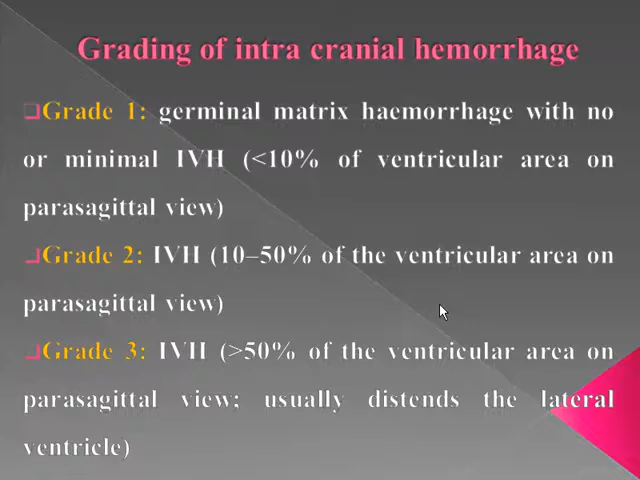 Grading of intra cranial hemorrhage
Grade 1: germinal matrix haemorrhage with no
or minimal IVH (<10% of ventricular area on
parasagittal view)
Grade 2: IVH (10–50% of the ventricular area on
parasagittal view)
Grade 3: IVH (>50% of the ventricular area on
parasagittal view; usually distends the lateral
ventricle)